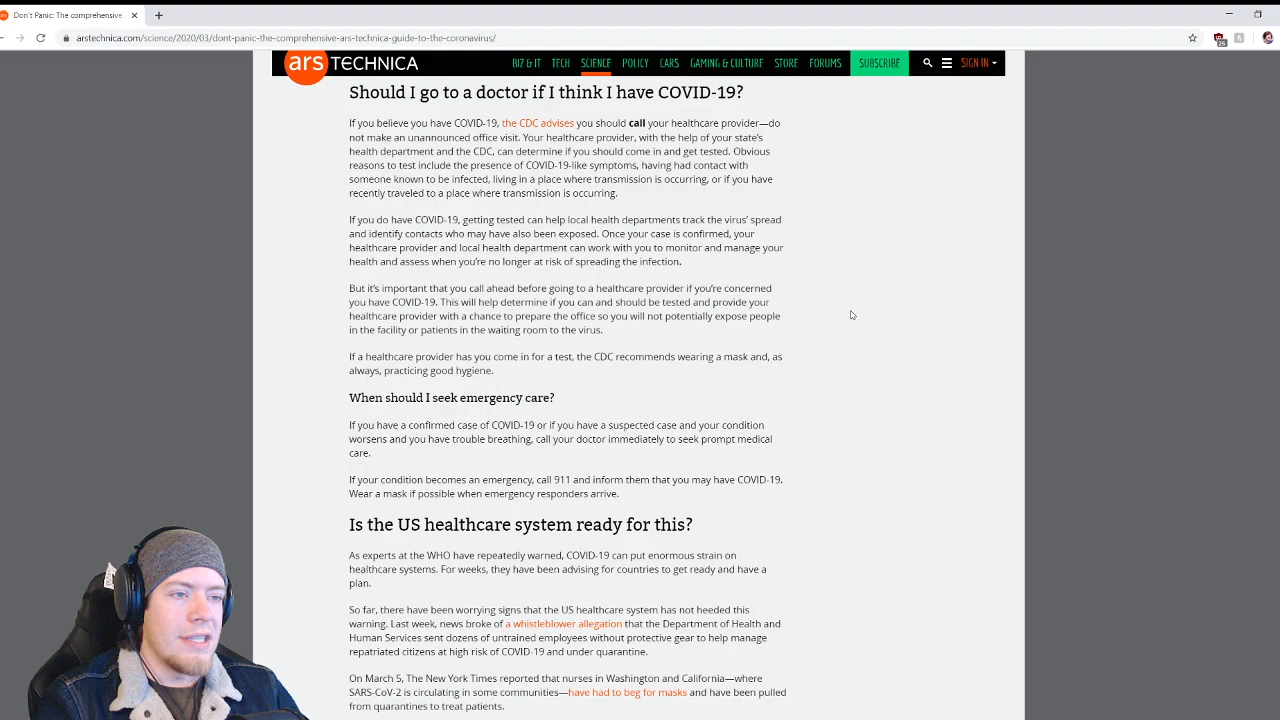 Don't Panic: The comprehensive
arstechnica.com/science/2020/03/dont-panic-the-comprehensive-ars-technica-guide-to-the-coronavirus/
26
ars TECHNICA
BIZ & IT TECH SCIENCE POLICY CARS GAMING & CULTURE STORE FORUMS SUBSCRIBE SIGN IN
Should I go to a doctor if I think I have COVID-19?
If you believe you have COVID-19, the CDC advises you should call your healthcare provider—do
not make an unannounced office visit. Your healthcare provider, with the help of your state's
health department and the CDC, can determine if you should come in and get tested. Obvious
reasons to test include the presence of COVID-19-like symptoms, having had contact with
someone known to be infected, living in a place where transmission is occurring, or if you have
recently traveled to a place where transmission is occurring.
If you do have COVID-19, getting tested can help local health departments track the virus' spread
and identify contacts who may have also been exposed. Once your case is confirmed, your
healthcare provider and local health department can work with you to monitor and manage your
health and assess when you're no longer at risk of spreading the infection.
But it's important that you call ahead before going to a healthcare provider if you're concerned
you have COVID-19. This will help determine if you can and should be tested and provide your
healthcare provider with a chance to prepare the office so you will not potentially expose people
in the facility or patients in the waiting room to the virus.
If a healthcare provider has you come in for a test, the CDC recommends wearing a mask and, as
always, practicing good hygiene.
When should I seek emergency care?
If you have a confirmed case of COVID-19 or if you have a suspected case and your condition
worsens and you have trouble breathing, call your doctor immediately to seek prompt medical
care.
If your condition becomes an emergency, call 911 and inform them that you may have COVID-19.
Wear a mask if possible when emergency responders arrive.
Is the US healthcare system ready for this?
As experts at the WHO have repeatedly warned, COVID-19 can put enormous strain on
healthcare systems. For weeks, they have been advising for countries to get ready and have a
plan.
So far, there have been worrying signs that the US healthcare system has not heeded this
warning. Last week, news broke of a whistleblower allegation that the Department of Health and
Human Services sent dozens of untrained employees without protective gear to help manage
repatriated citizens at high risk of COVID-19 and under quarantine.
On March 5, The New York Times reported that nurses in Washington and California—where
SARS-CoV-2 is circulating in some communities—have had to beg for masks and have been pulled
from quarantines to treat patients.